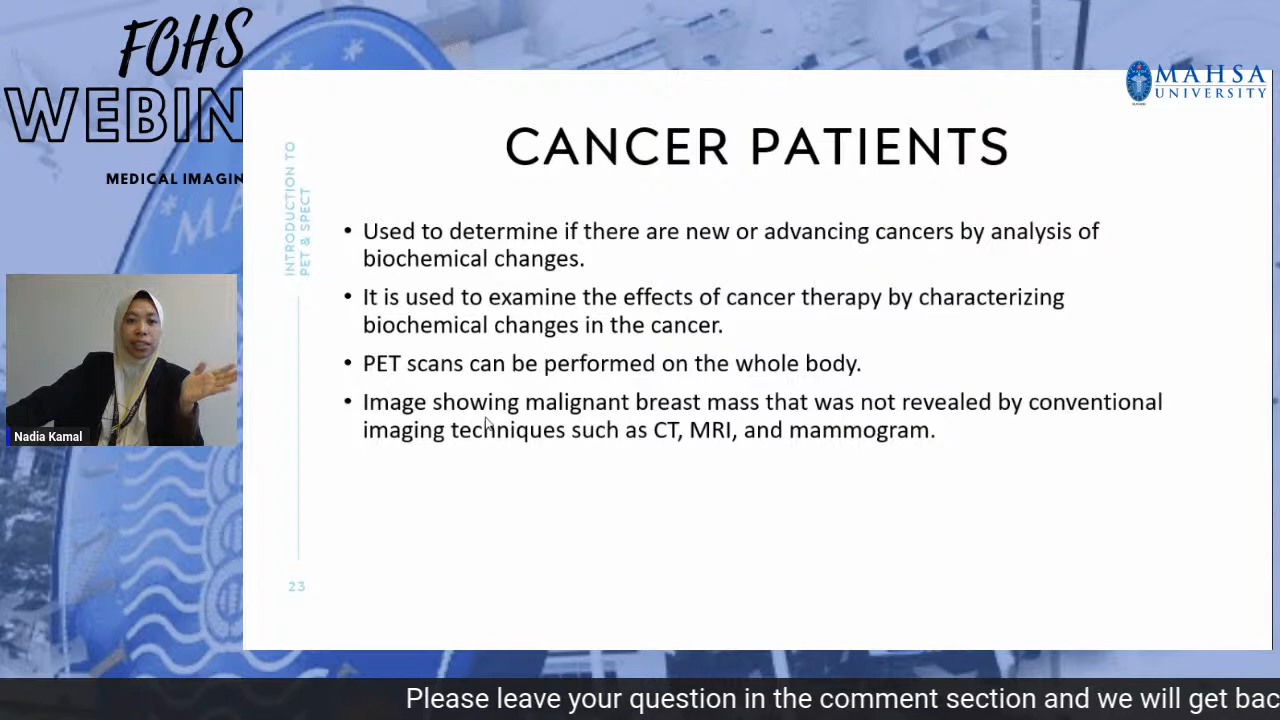 FOHS
WEBIN
MEDICAL IMAGIN
MAHSA
UNIVERSITY
INTRODUCTION TO
PET & SPECT
CANCER PATIENTS
• Used to determine if there are new or advancing cancers by analysis of
biochemical changes.
• It is used to examine the effects of cancer therapy by characterizing
biochemical changes in the cancer.
• PET scans can be performed on the whole body.
• Image showing malignant breast mass that was not revealed by conventional
imaging techniques such as CT, MRI, and mammogram.
Nadia Kamal
23
Please leave your question in the comment section and we will get bac